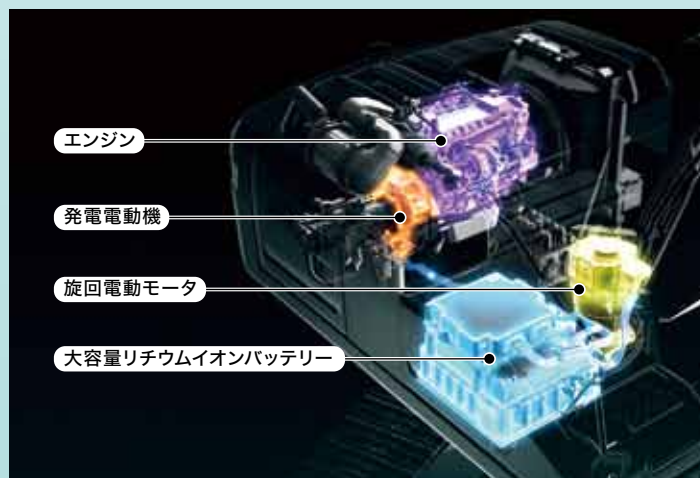 エンジン
発電電動機
旋回電動モータ
大容量リチウムイオンバッテリー